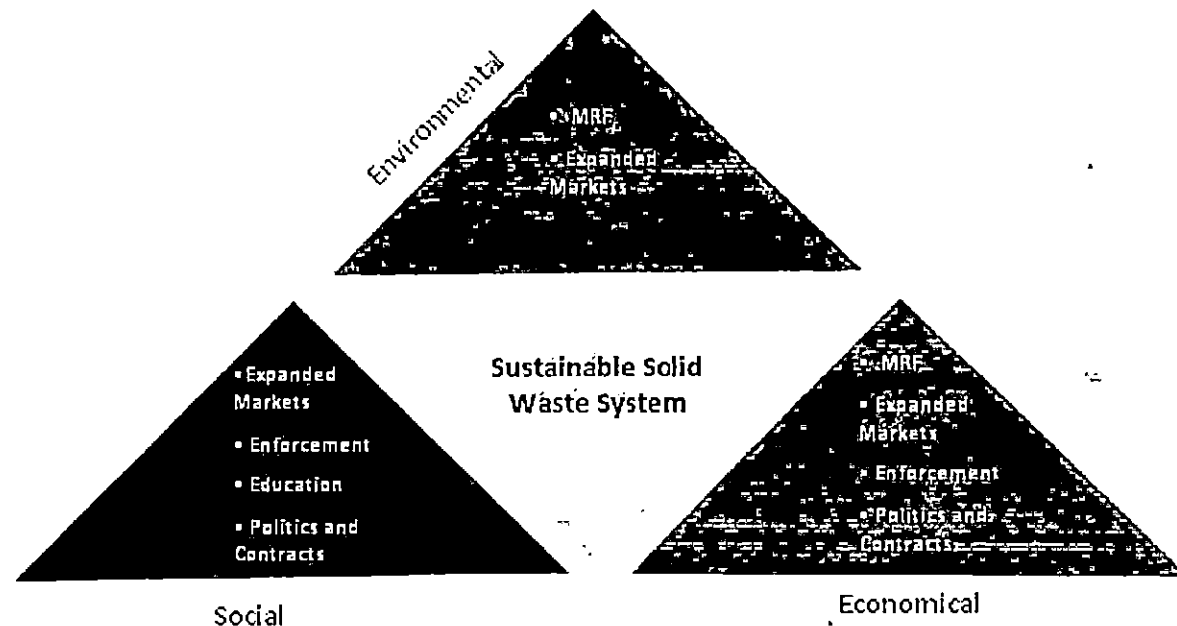 Environmental
• MRF
• Expanded
Markets
Sustainable Solid
Waste System
• Expanded
Markets
• Enforcement
• Education
• Politics and
Contracts
Social
• MRF
• Expanded
Markets
• Enforcement
• Politics and
Contracts
Economical